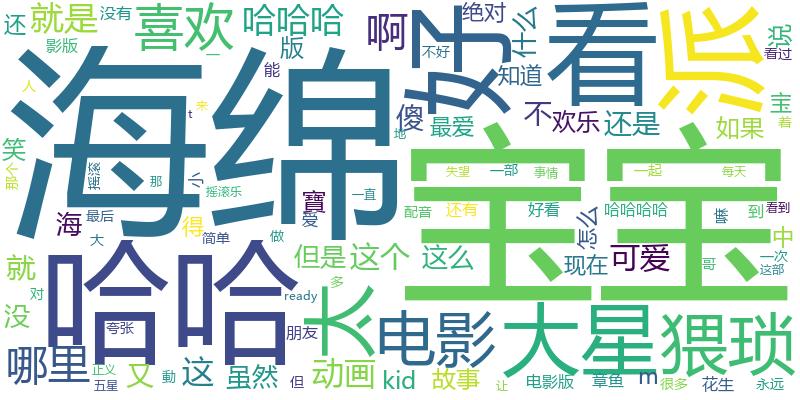 还 没有 就是 喜欢 哈哈哈 啊 好 绝对 什么 看 派 说
影版 版 不好 看过
一 能 知道
人 海绵 傻 最爱 不 欢乐 还是 如果 宝
t 来 地 着
笑 宝宝
最个 摇滚 那 小 摇滚乐 寶 一直 失望 一部 事情 一起 每天
海 最后 得 爱 配音 还有 好看 哈哈哈哈 到 看到
大 简单 做 怎么 中
就 哈哈 但是 这个 这么 现在 可爱 哥 一次
对 多 这部
没 夸张 ready 太
朋友 电影 大星 猥琐
哪里 正义 又 这 虽然 动画 kid 故事 m
五星 動 但 让 电影版 章鱼 很多 花生 永远